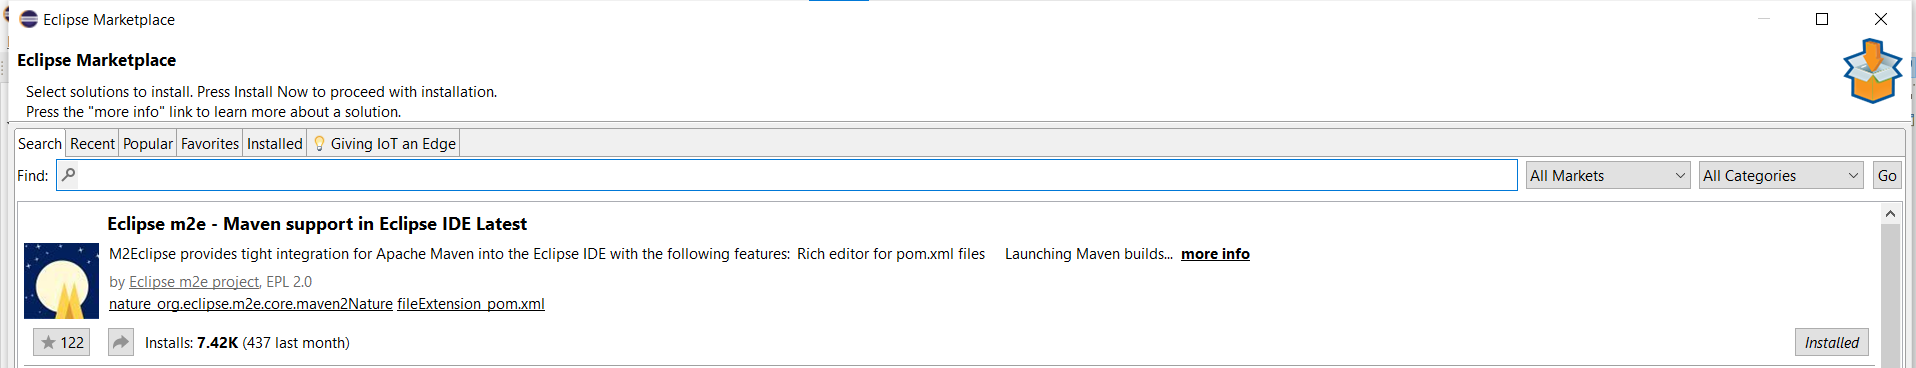 Eclipse Marketplace
Eclipse Marketplace
Select solutions to install. Press Install Now to proceed with installation.
Press the "more info" link to learn more about a solution.
Search Recent Popular Favorites Installed Giving IoT an Edge
Find: All Markets All Categories Go
Eclipse m2e - Maven support in Eclipse IDE Latest
M2Eclipse provides tight integration for Apache Maven into the Eclipse IDE with the following features: Rich editor for pom.xml files Launching Maven builds... more info
by Eclipse m2e project, EPL 2.0
nature_org.eclipse.m2e.core.maven2Nature fileExtension_pom.xml
122 Installs: 7.42K (437 last month) Installed